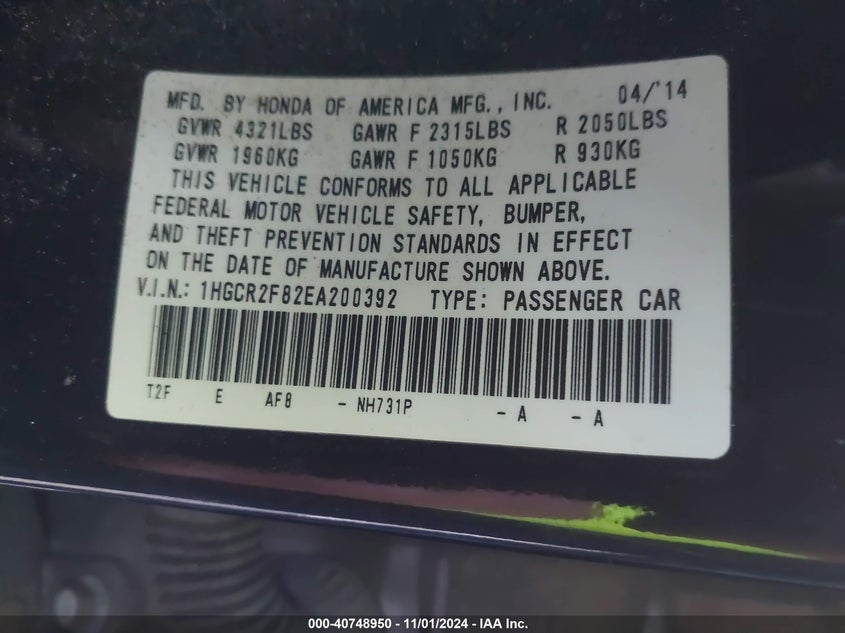 MFD. BY HONDA OF AMERICA MFG., INC. 04/'14
GVWR 4321LBS GAWR F 2315LBS R 2050LBS
GVWR 1960KG GAWR F 1050KG R 930KG
THIS VEHICLE CONFORMS TO ALL APPLICABLE
FEDERAL MOTOR VEHICLE SAFETY, BUMPER,
AND THEFT PREVENTION STANDARDS IN EFFECT
ON THE DATE OF MANUFACTURE SHOWN ABOVE.
V.I.N.: 1HGCR2F82EA200392 TYPE: PASSENGER CAR
T2F E AF8 - NH731P - A - A
000-40748950 - 11/01/2024 - IAA Inc.